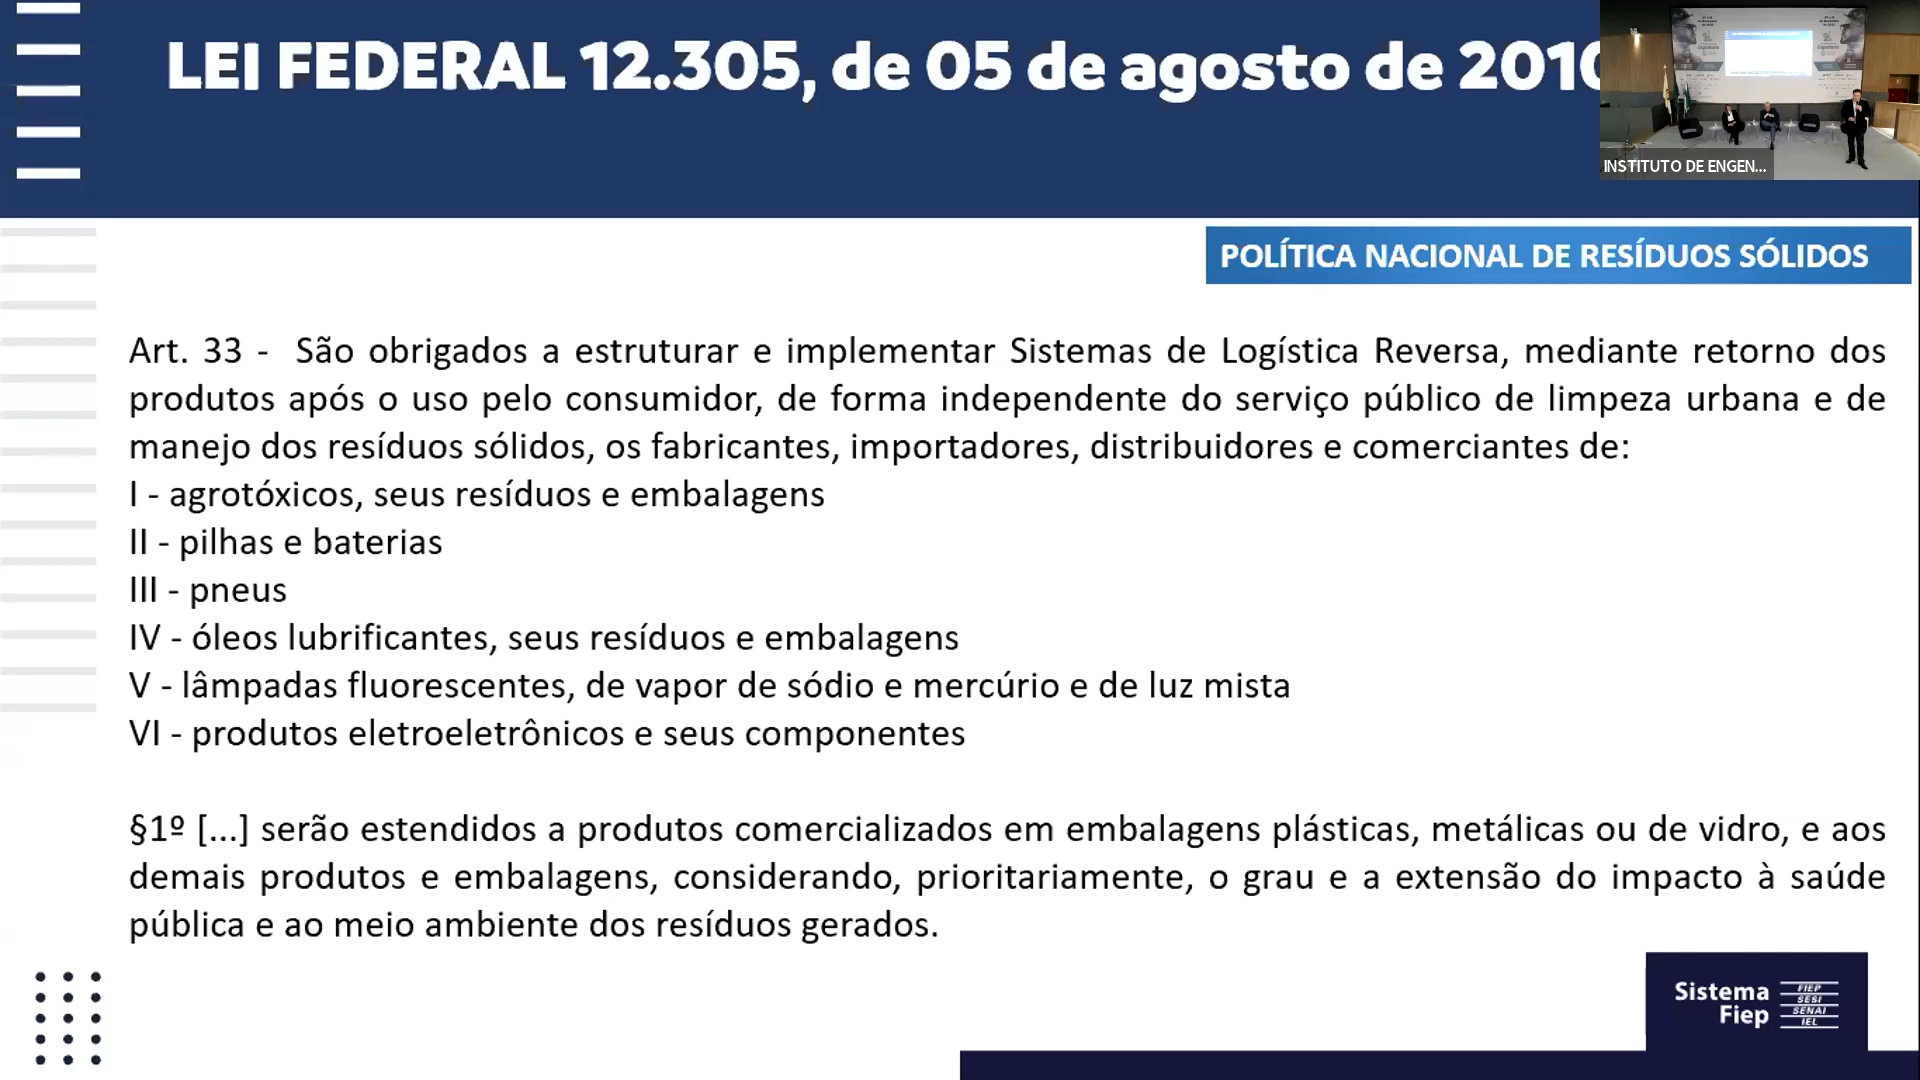 LEI FEDERAL 12.305, de 05 de agosto de 2010
INSTITUTO DE ENGEN...
POLÍTICA NACIONAL DE RESÍDUOS SÓLIDOS
Art. 33 - São obrigados a estruturar e implementar Sistemas de Logística Reversa, mediante retorno dos
produtos após o uso pelo consumidor, de forma independente do serviço público de limpeza urbana e de
manejo dos resíduos sólidos, os fabricantes, importadores, distribuidores e comerciantes de:
I - agrotóxicos, seus resíduos e embalagens
II - pilhas e baterias
III - pneus
IV - óleos lubrificantes, seus resíduos e embalagens
V - lâmpadas fluorescentes, de vapor de sódio e mercúrio e de luz mista
VI - produtos eletroeletrônicos e seus componentes
§1º [...] serão estendidos a produtos comercializados em embalagens plásticas, metálicas ou de vidro, e aos
demais produtos e embalagens, considerando, prioritariamente, o grau e a extensão do impacto à saúde
pública e ao meio ambiente dos resíduos gerados.
Sistema
Fiep
FIEP
SESI
SENAI
IEL